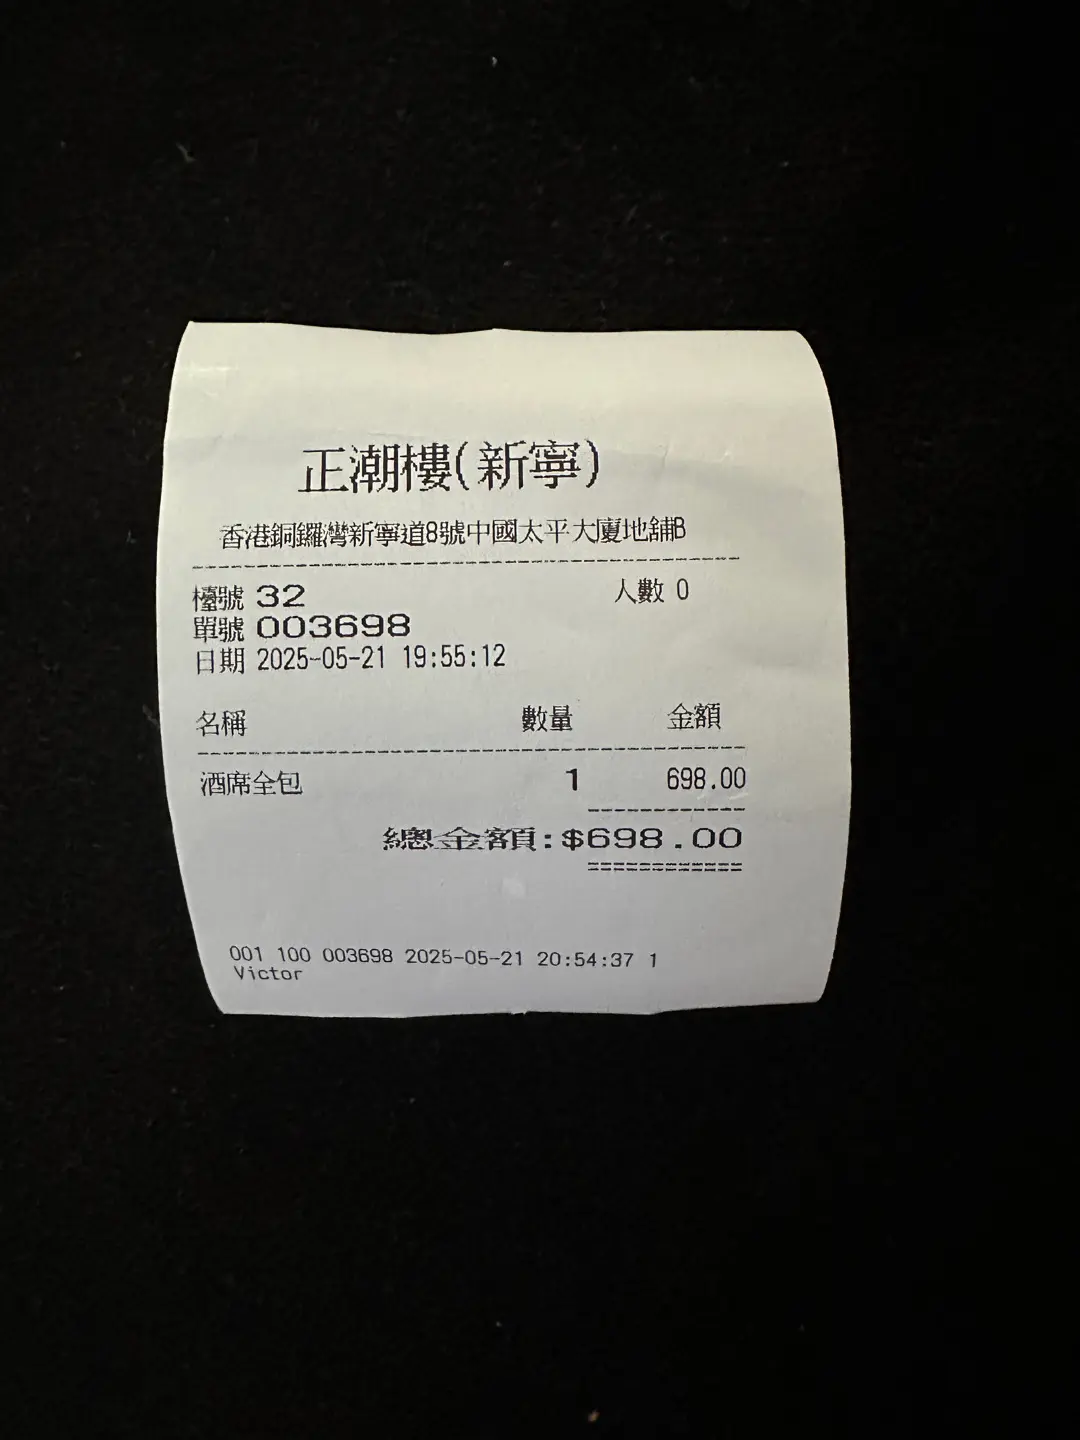 正潮樓(新寧)
香港銅鑼灣新寧道8號中國太平大廈地舖B
檯號 32 人數 0
單號 003698
日期 2025-05-21 19:55:12
名稱 數量 金額
酒席全包 1 698.00
總金額:$698.00
001 100 003698 2025-05-21 20:54:37 1
Victor